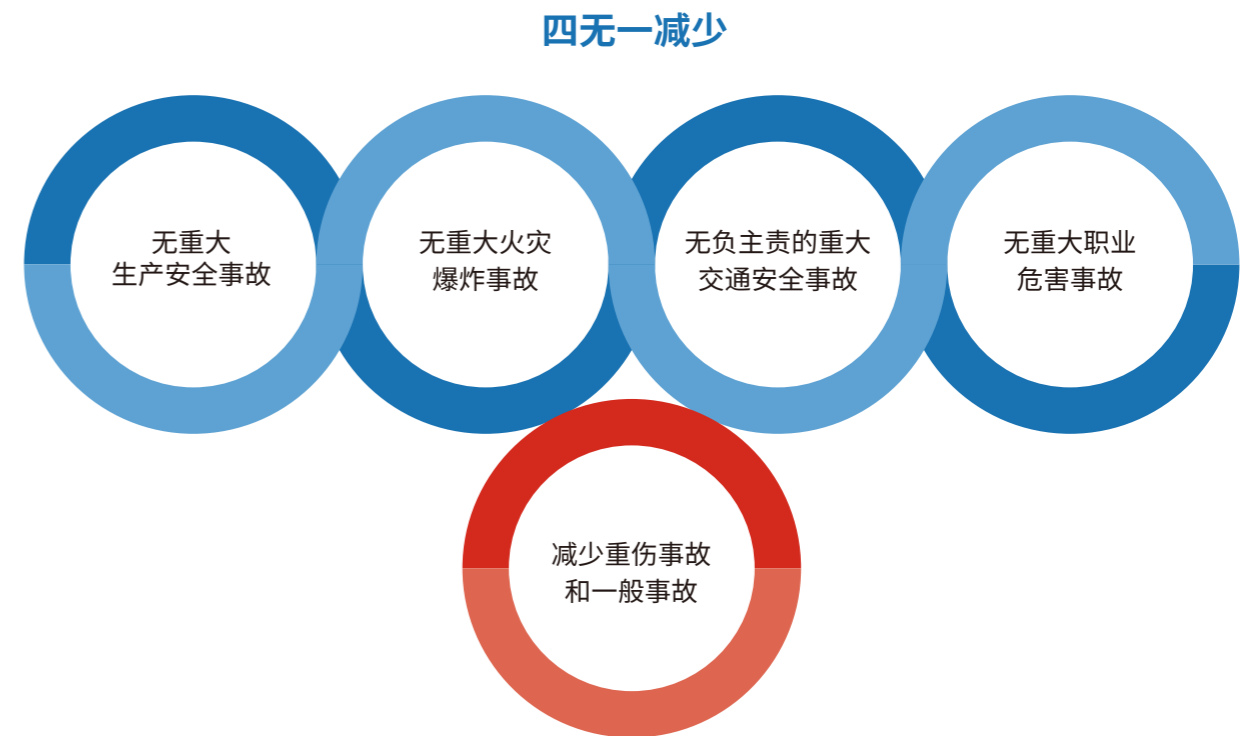 四无一减少
无重大
生产安全事故
无重大火灾
爆炸事故
无负主责的重大
交通安全事故
无重大职业
危害事故
减少重伤事故
和一般事故